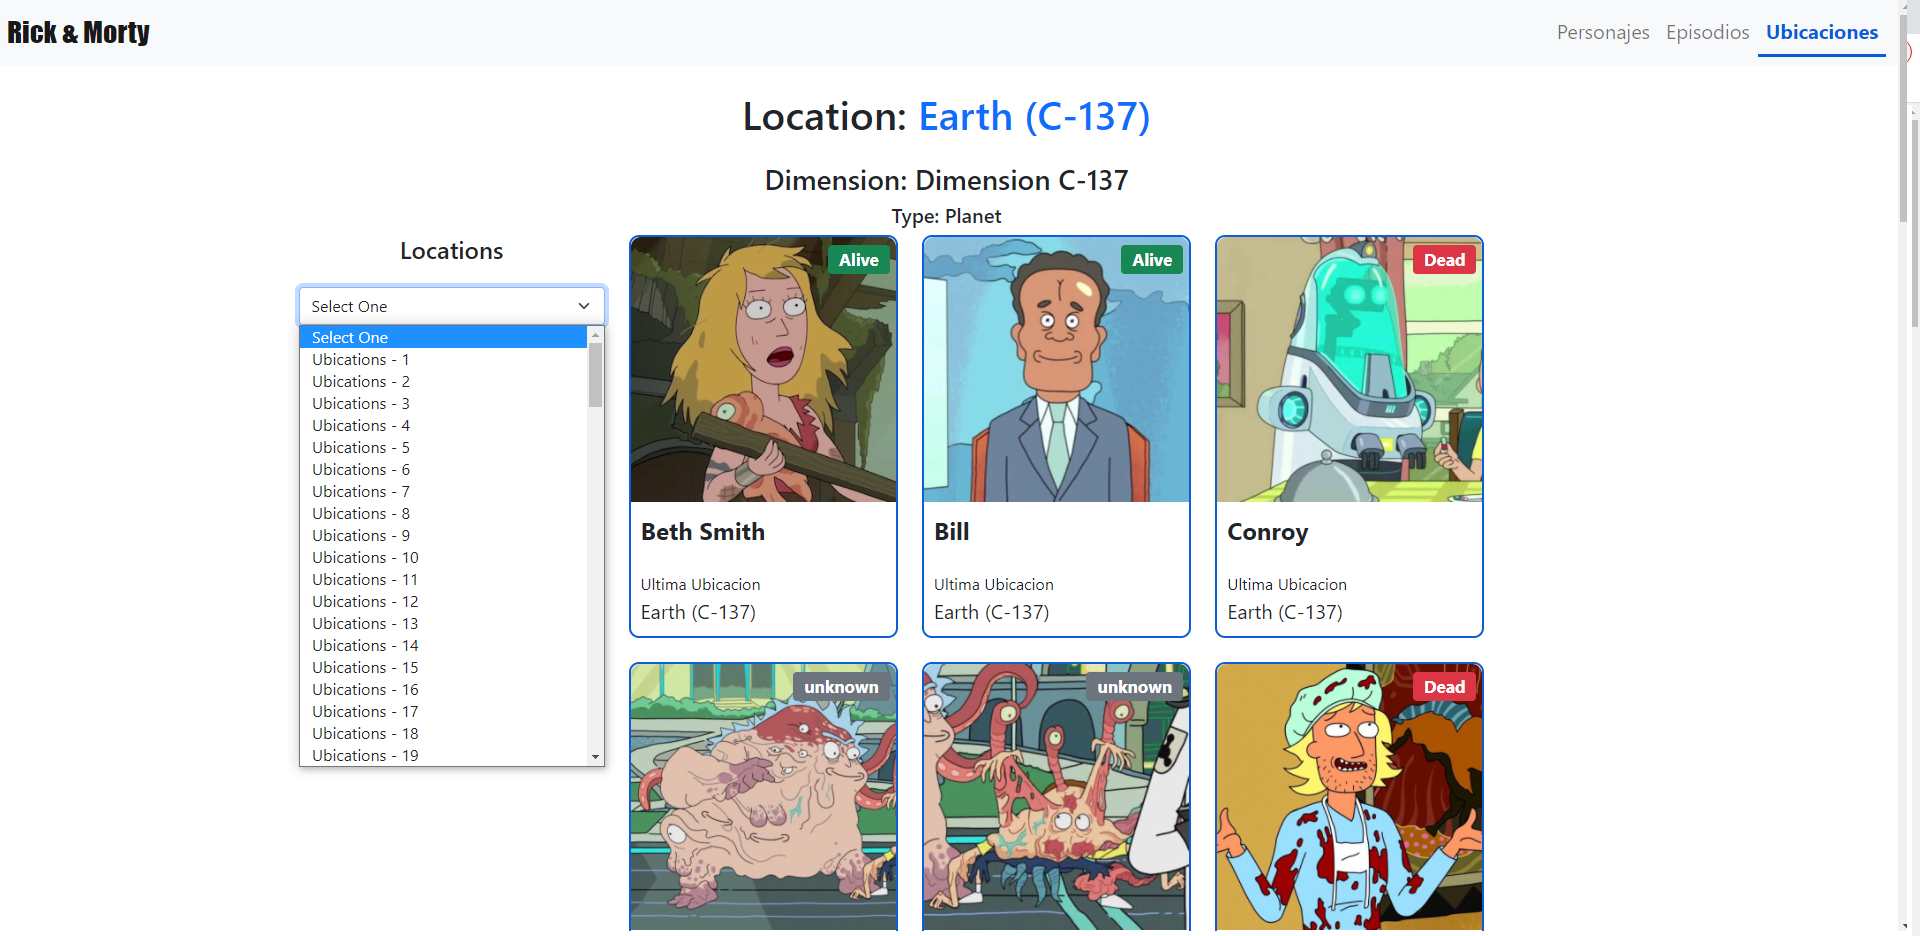 Rick & Morty
Personajes Episodios Ubicaciones
Location: Earth (C-137)
Dimension: Dimension C-137
Type: Planet
Locations
Select One
Select One
Ubications - 1
Ubications - 2
Ubications - 3
Ubications - 4
Ubications - 5
Ubications - 6
Ubications - 7
Ubications - 8
Ubications - 9
Ubications - 10
Ubications - 11
Ubications - 12
Ubications - 13
Ubications - 14
Ubications - 15
Ubications - 16
Ubications - 17
Ubications - 18
Ubications - 19
Alive
Beth Smith
Ultima Ubicacion
Earth (C-137)
Alive
Bill
Ultima Ubicacion
Earth (C-137)
Dead
Conroy
Ultima Ubicacion
Earth (C-137)
unknown
unknown
Dead